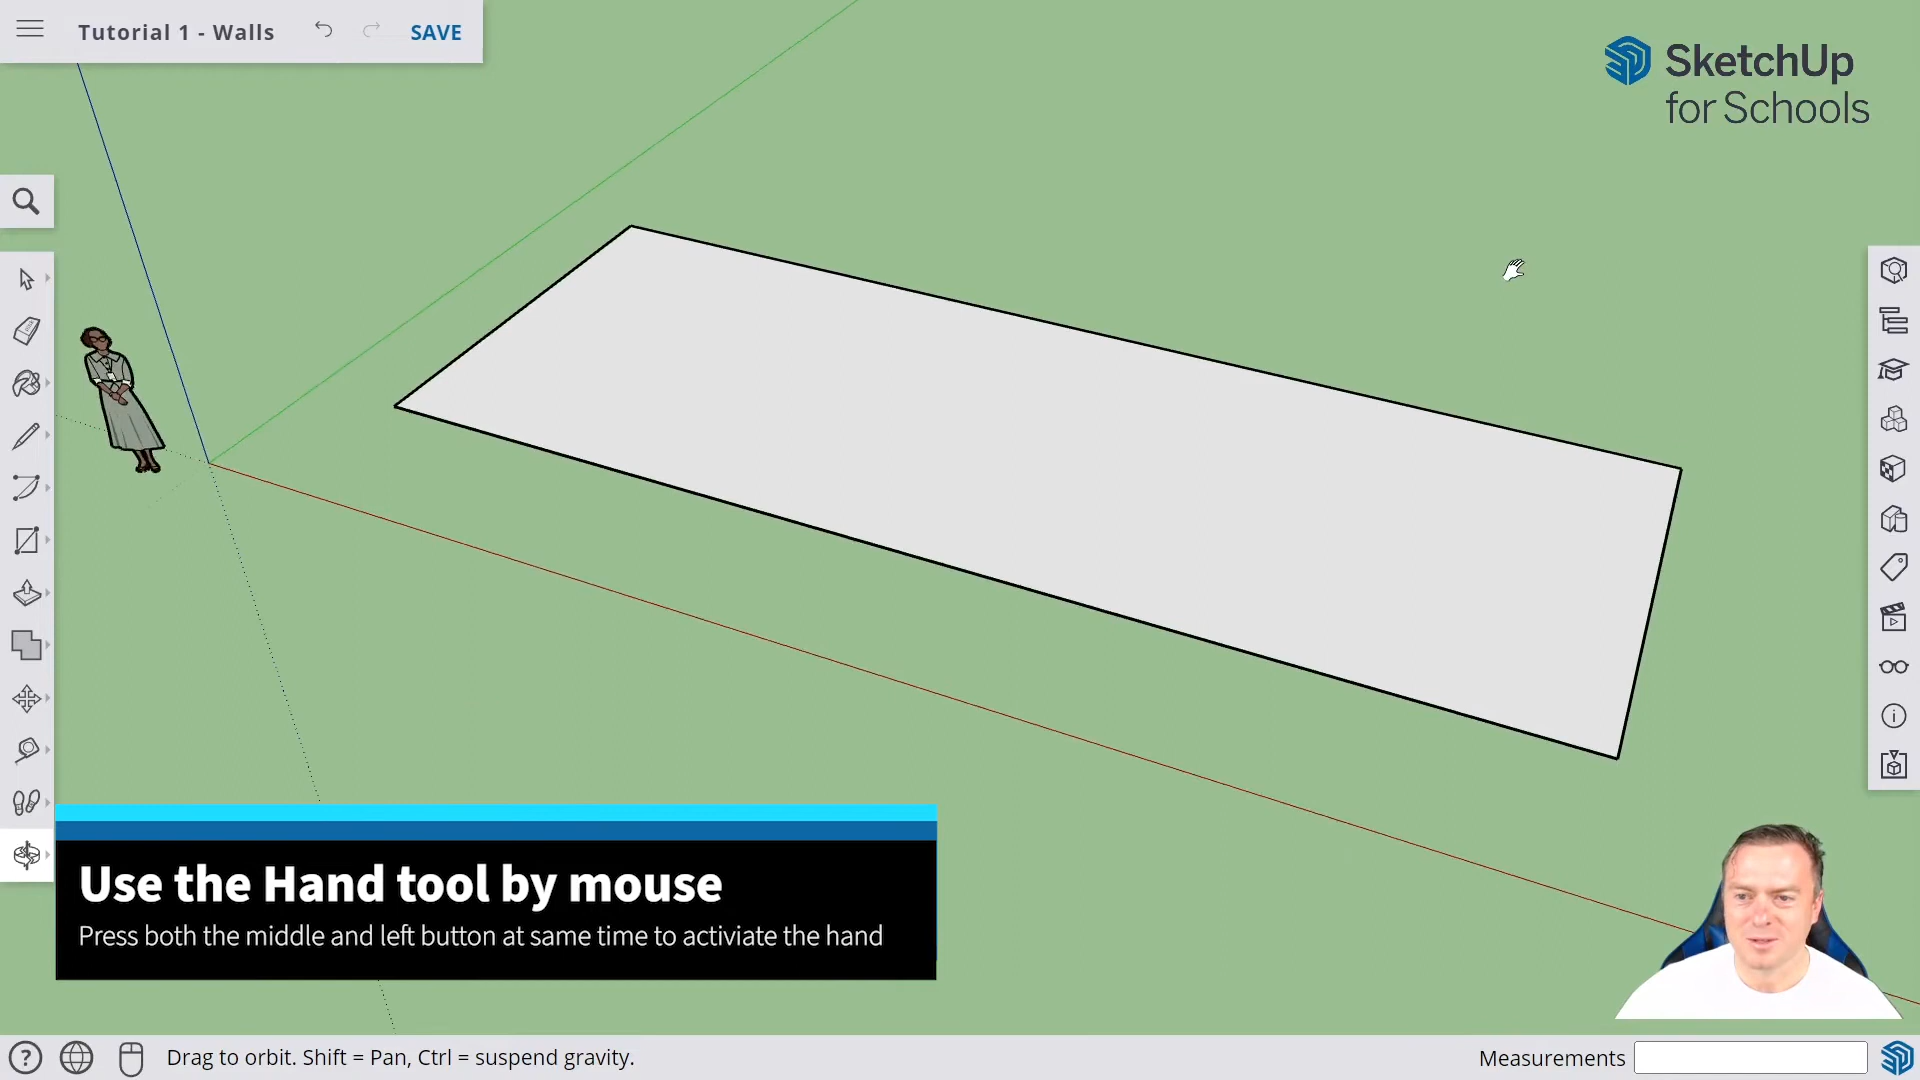 Tutorial 1 - Walls
SAVE
SketchUp
for Schools
Use the Hand tool by mouse
Press both the middle and left button at same time to activiate the hand
Drag to orbit. Shift = Pan, Ctrl = suspend gravity.
Measurements